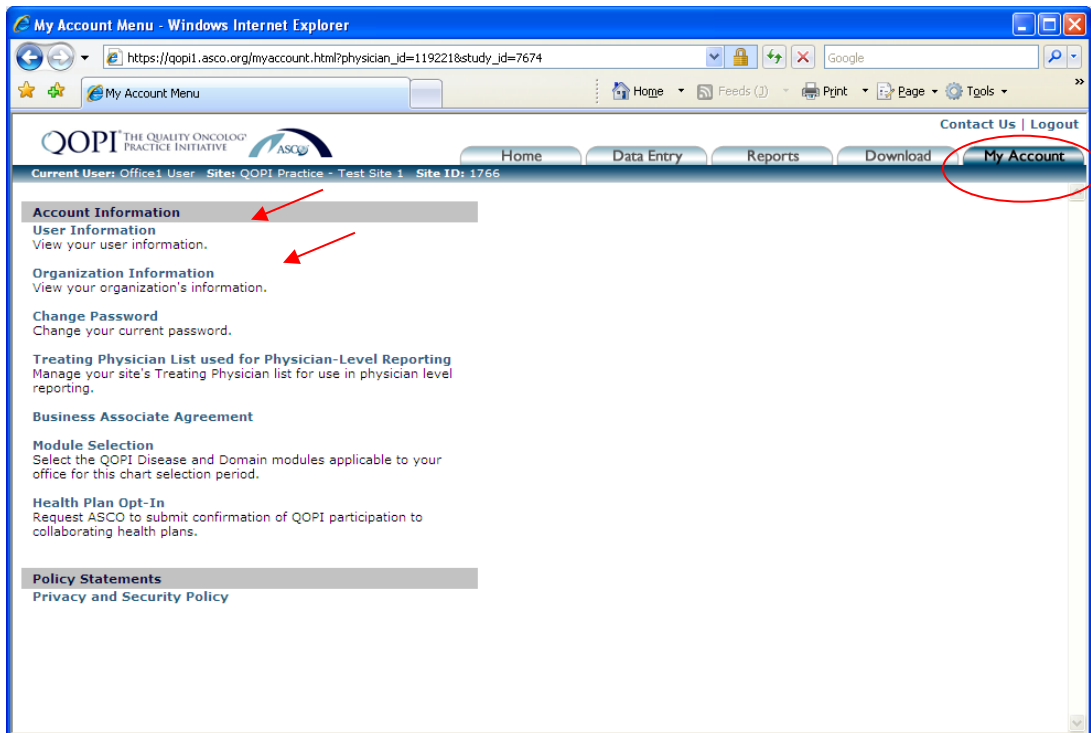 My Account Menu - Windows Internet Explorer
https://qopi1.asco.org/myaccount.html?physician_id=119221&study_id=7674
Google
My Account Menu
Home
Feeds (J)
Print
Page
Tools
»
Contact Us | Logout
QOPI THE QUALITY ONCOLOGY
PRACTICE INITIATIVE
ASCO
Home
Data Entry
Reports
Download
My Account
Current User: Office1 User Site: QOPI Practice - Test Site 1 Site ID: 1766
Account Information
User Information
View your user information.
Organization Information
View your organization's information.
Change Password
Change your current password.
Treating Physician List used for Physician-Level Reporting
Manage your site's Treating Physician list for use in physician level
reporting.
Business Associate Agreement
Module Selection
Select the QOPI Disease and Domain modules applicable to your
office for this chart selection period.
Health Plan Opt-In
Request ASCO to submit confirmation of QOPI participation to
collaborating health plans.
Policy Statements
Privacy and Security Policy